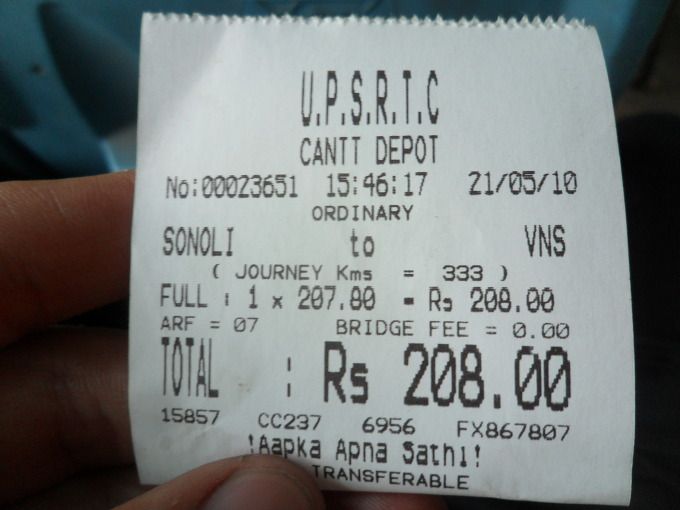 U.P.S.R.T.C
CANTT DEPOT
No:00023651 15:46:17 21/05/10
ORDINARY
SONOLI to VNS
( JOURNEY Kms = 333 )
FULL : 1 x 207.80 = Rs 208.00
ARF = 07 BRIDGE FEE = 0.00
TOTAL : Rs 208.00
15857 CC237 6956 FX867807
!Aapka Apna Sathi!
TRANSFERABLE